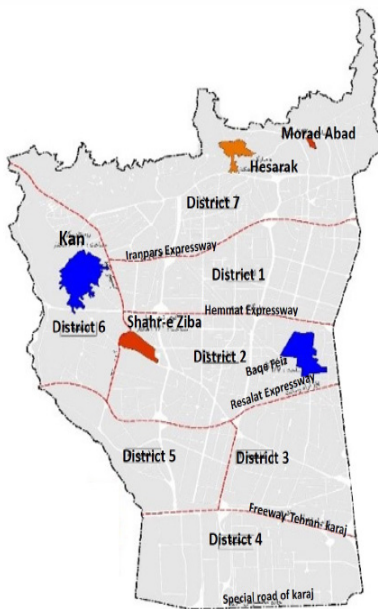 Morad Abad
Hesarak
District 7
Kan
Iranpars Expressway
District 1
Hemmat Expressway
District 6
Shahr-e Ziba
District 2
Baqe Feiz
Resalat Expressway
District 5
District 3
Freeway Tehran- karaj
District 4
Special road of karaj